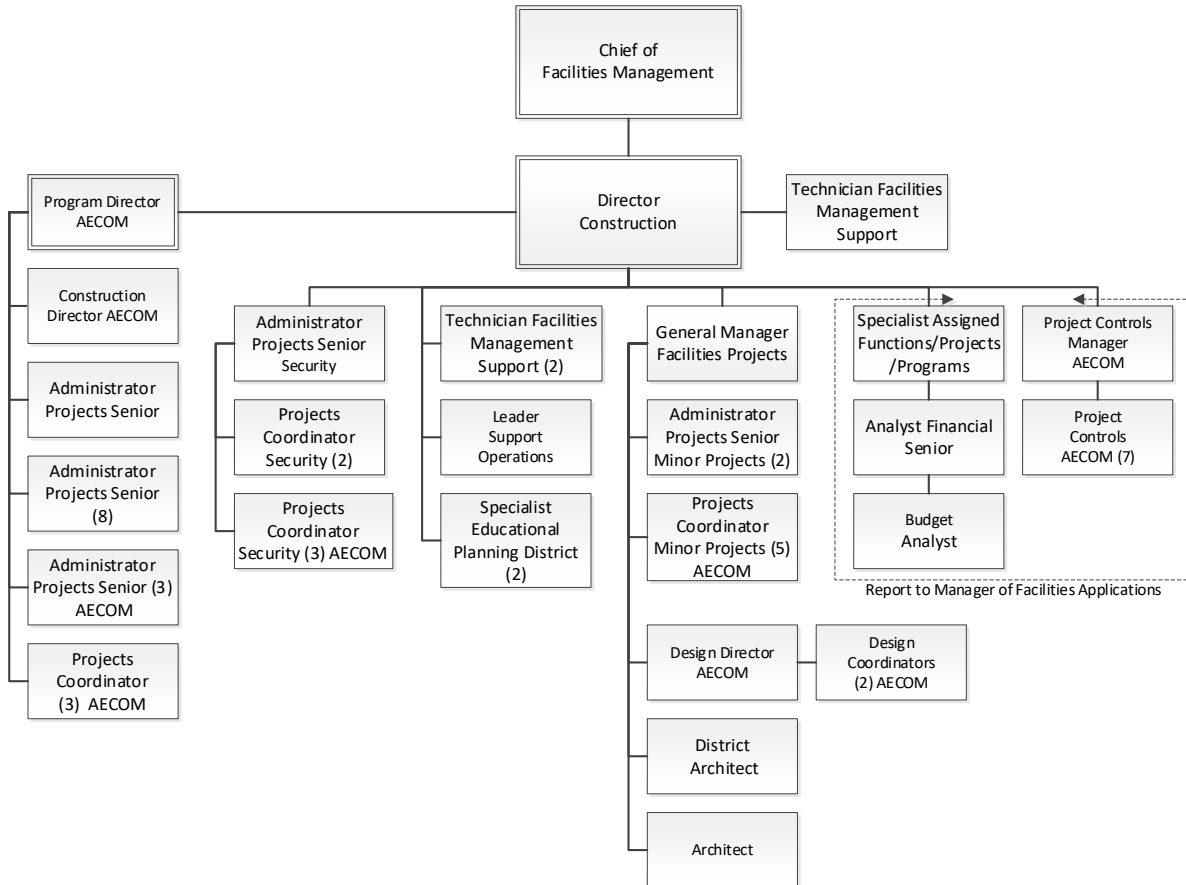 Chief of
Facilities Management
Director
Construction
Program Director
AECOM
Technician Facilities
Management
Support
Construction
Director AECOM
Administrator
Projects Senior
Administrator
Projects Senior
(8)
Administrator
Projects Senior (3)
AECOM
Projects
Coordinator
(3) AECOM
Administrator
Projects Senior
Security
Projects
Coordinator
Security (2)
Projects
Coordinator
Security (3) AECOM
Technician Facilities
Management
Support (2)
Leader
Support
Operations
Specialist
Educational
Planning District
(2)
General Manager
Facilities Projects
Administrator
Projects Senior
Minor Projects (2)
Projects
Coordinator
Minor Projects (5)
AECOM
Design Director
AECOM
Design
Coordinators
(2) AECOM
District
Architect
Architect
Specialist Assigned
Functions/Projects
/Programs
Analyst Financial
Senior
Budget
Analyst
Project Controls
Manager
AECOM
Project
Controls
AECOM (7)
Report to Manager of Facilities Applications